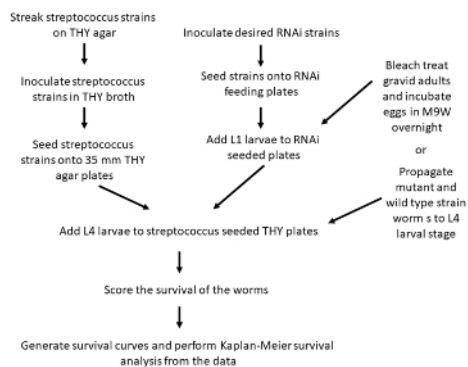 Streak streptococcus strains
on THY agar
Inoculate streptococcus
strains in THY broth
Seed streptococcus
strains onto 35 mm THY
agar plates
Inoculate desired RNAi strains
Seed strains onto RNAi
feeding plates
Add L1 larvae to RNAi
seeded plates
Bleach treat
gravid adults
and incubate
eggs in M9W
overnight
or
Propagate
mutant and
wild type strain
worm s to L4
larval stage
Add L4 larvae to streptococcus seeded THY plates
Score the survival of the worms
Generate survival curves and perform Kaplan-Meier survival
analysis from the data